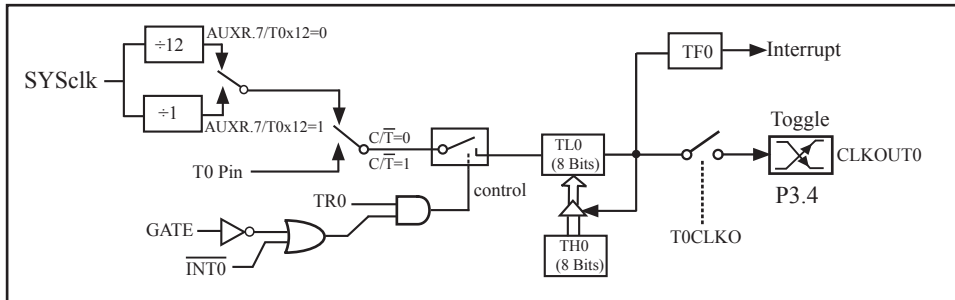 AUXR.7/T0x12=0
÷12
SYSclk
÷1
AUXR.7/T0x12=1
T0 Pin
C/T̅=0
C/T̅=1
TR0
GATE
I̅N̅T̅0̅
control
TL0
(8 Bits)
TH0
(8 Bits)
TF0
Interrupt
Toggle
CLKOUT0
P3.4
T0CLKO